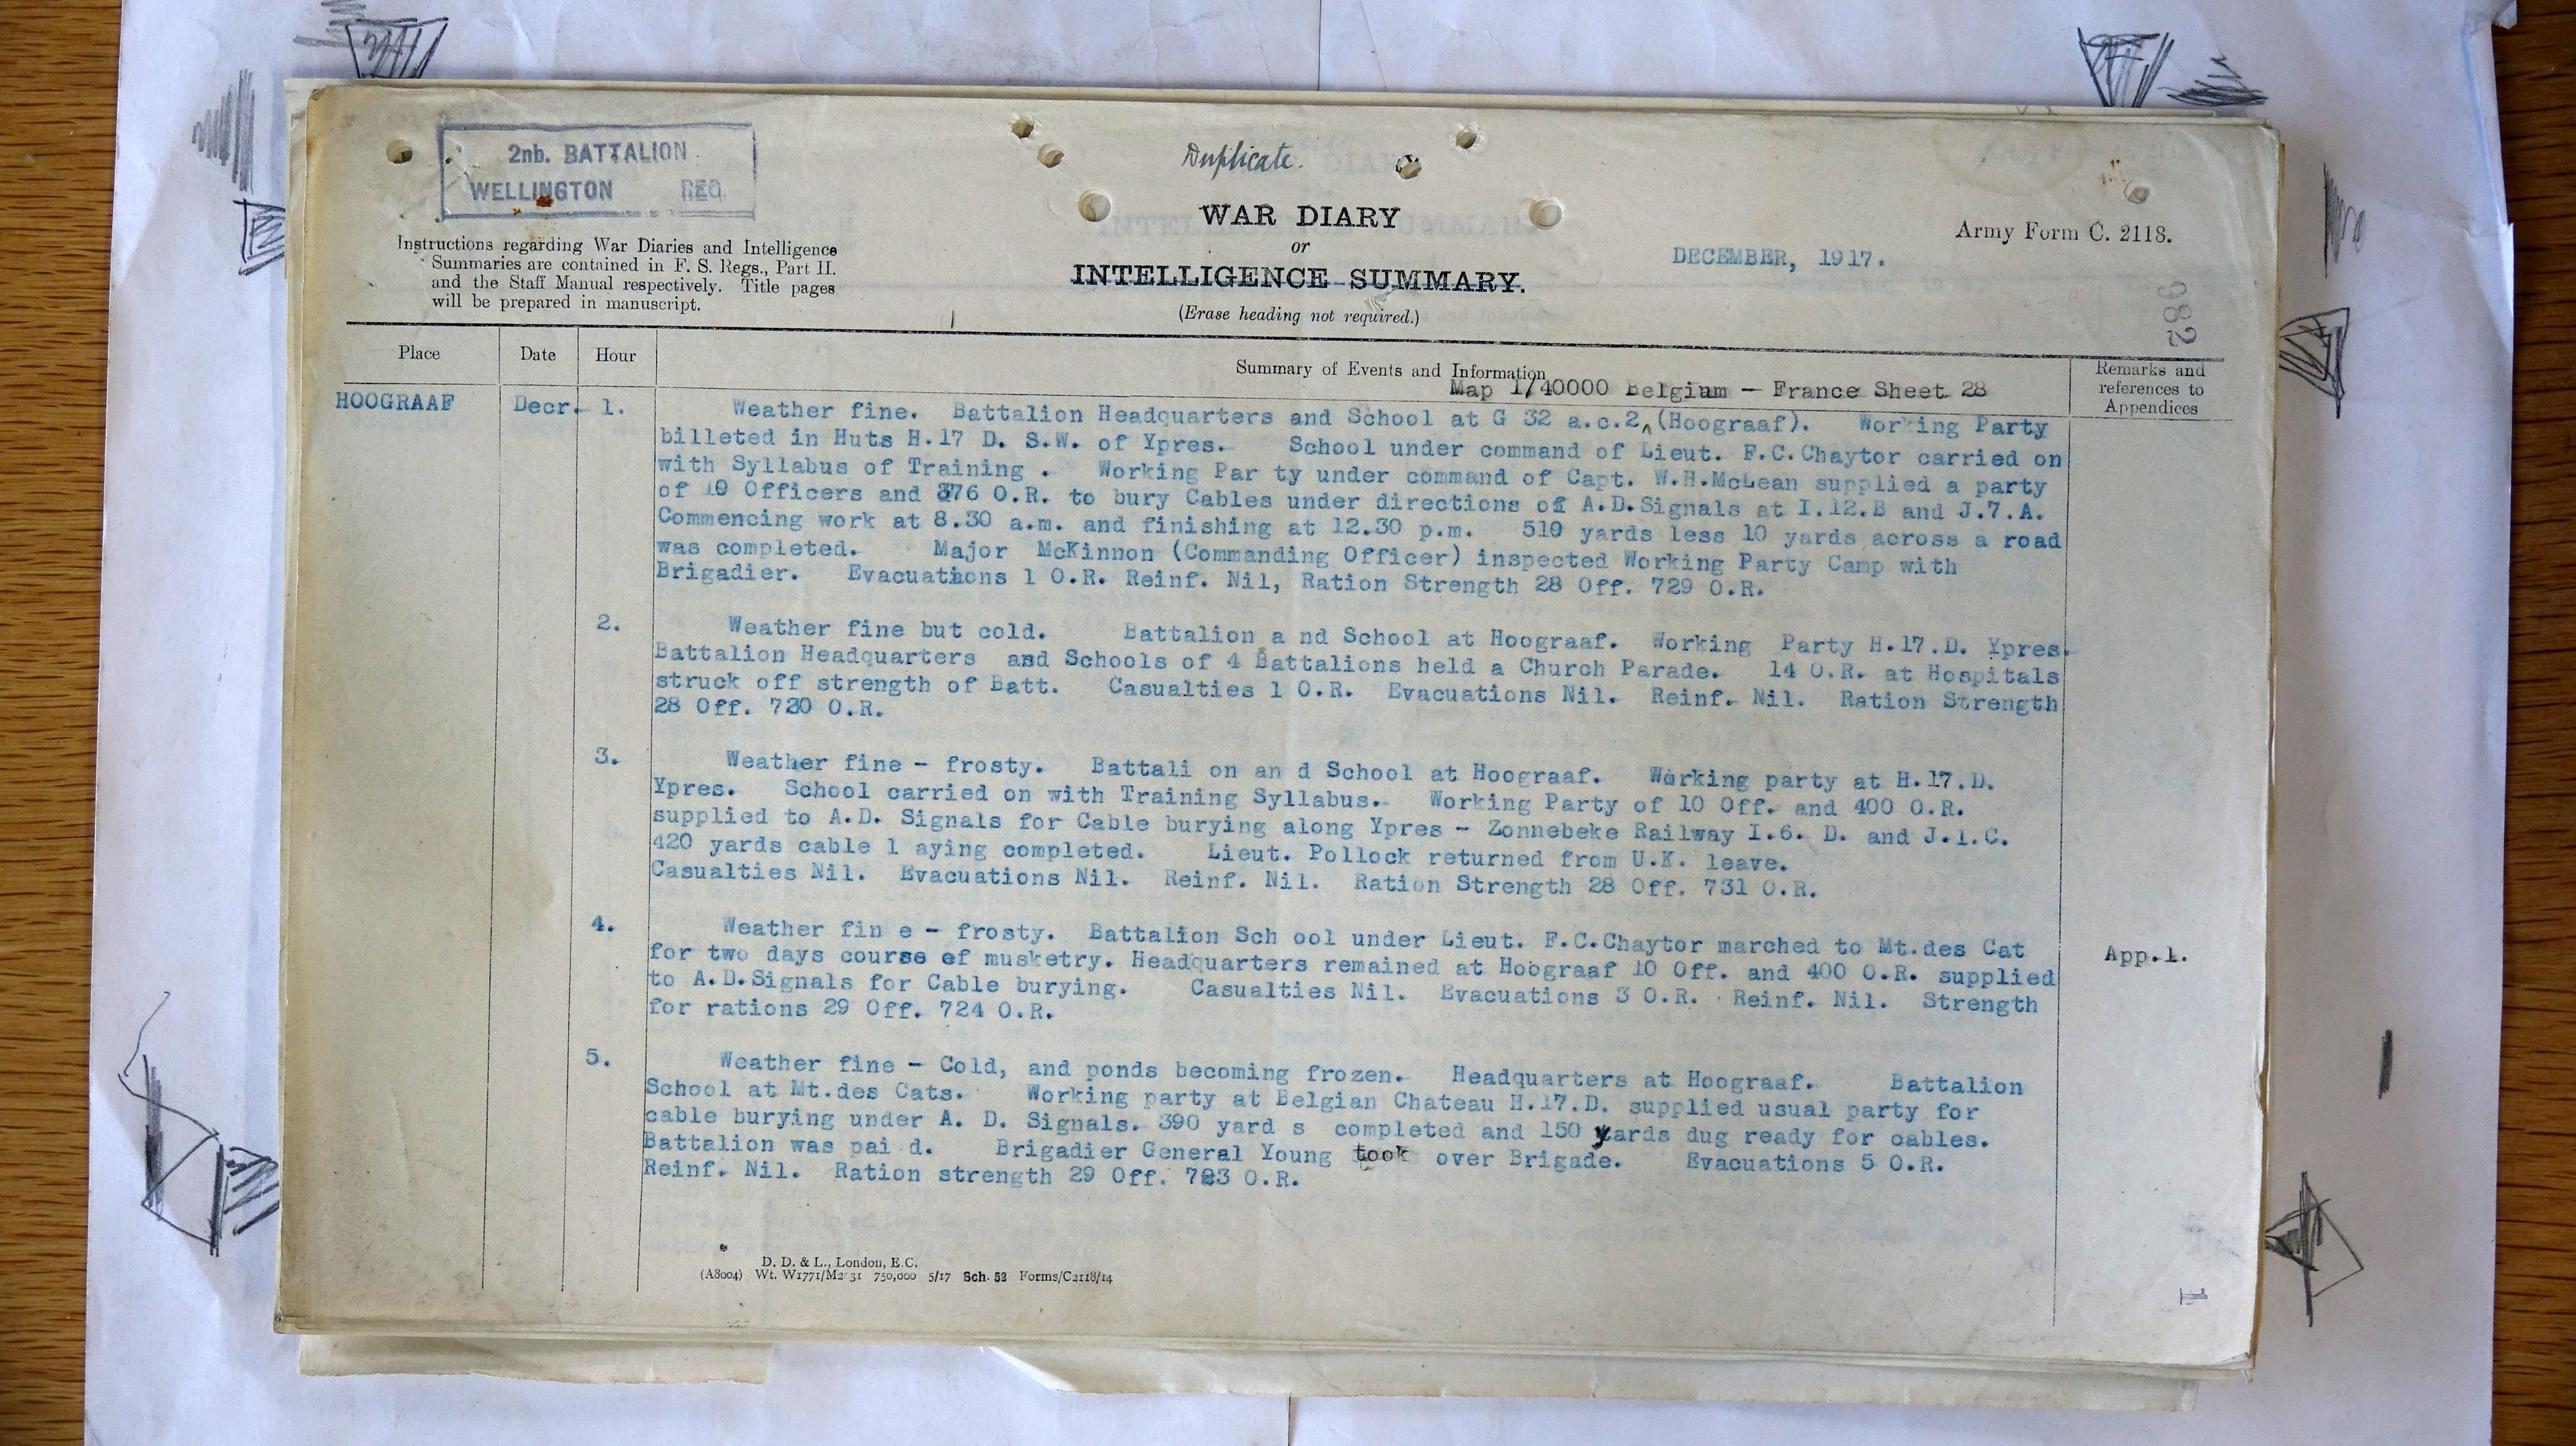 2nb. BATTALION
WELLINGTON REG.
Duplicate.
WAR DIARY
or
INTELLIGENCE SUMMARY.
(Erase heading not required.)
Instructions regarding War Diaries and Intelligence
Summaries are contained in F. S. Regs., Part II.
and the Staff Manual respectively. Title pages
will be prepared in manuscript.
DECEMBER, 1917.
Army Form C. 2118.
982
Place Date Hour Summary of Events and Information Remarks and references to Appendices
Map 1/40000 Belgium - France Sheet 28
HOOGRAAF Decr. 1. Weather fine. Battalion Headquarters and School at G 32 a.c.2 (Hoograaf). Working Party
billeted in Huts H.17 D. S.W. of Ypres. School under command of Lieut. F.C.Chaytor carried on
with Syllabus of Training . Working Par ty under command of Capt. W.H.McLean supplied a party
of 10 Officers and 376 O.R. to bury Cables under directions of A.D.Signals at I.12.B and J.7.A.
Commencing work at 8.30 a.m. and finishing at 12.30 p.m. 510 yards less 10 yards across a road
was completed. Major McKinnon (Commanding Officer) inspected Working Party Camp with
Brigadier. Evacuations 1 O.R. Reinf. Nil, Ration Strength 28 Off. 729 O.R.
2. Weather fine but cold. Battalion a nd School at Hoograaf. Working Party H.17.D. Ypres.
Battalion Headquarters and Schools of 4 Battalions held a Church Parade. 14 O.R. at Hospitals
struck off strength of Batt. Casualties 1 O.R. Evacuations Nil. Reinf. Nil. Ration Strength
28 Off. 720 O.R.
3. Weather fine - frosty. Battali on an d School at Hoograaf. Working party at H.17.D.
Ypres. School carried on with Training Syllabus. Working Party of 10 Off. and 400 O.R.
supplied to A.D. Signals for Cable burying along Ypres - Zonnebeke Railway I.6. D. and J.1.C.
420 yards cable l aying completed. Lieut. Pollock returned from U.K. leave.
Casualties Nil. Evacuations Nil. Reinf. Nil. Ration Strength 28 Off. 731 O.R.
4. Weather fin e - frosty. Battalion Sch ool under Lieut. F.C.Chaytor marched to Mt.des Cat
for two days course of musketry. Headquarters remained at Hoograaf 10 Off. and 400 O.R. supplied
to A.D.Signals for Cable burying. Casualties Nil. Evacuations 3 O.R. Reinf. Nil. Strength
for rations 29 Off. 724 O.R.
App.1.
5. Weather fine - Cold, and ponds becoming frozen. Headquarters at Hoograaf. Battalion
School at Mt.des Cats. Working party at Belgian Chateau H.17.D. supplied usual party for
cable burying under A. D. Signals. 390 yard s completed and 150 yards dug ready for cables.
Battalion was pai d. Brigadier General Young took over Brigade. Evacuations 5 O.R.
Reinf. Nil. Ration strength 29 Off. 723 O.R.
D. D. & L., London, E.C.
(A8004) Wt. W1771/M2 31 750,000 5/17 Sch. 52 Forms/C2118/14
1